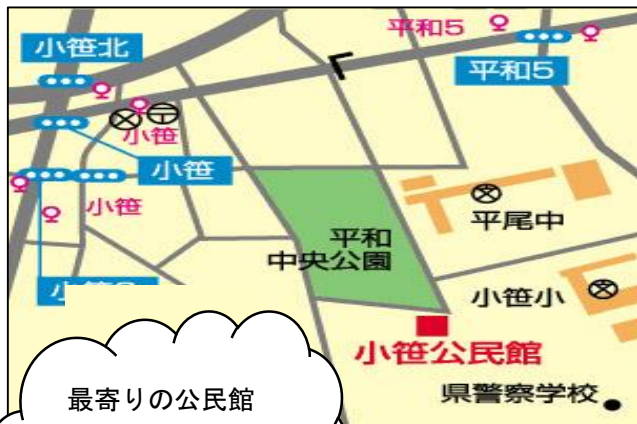 小笹北
平和5
平和5
小笹
小笹
小笹
平尾中
平和
中央公園
小笹小
小笹公民館
県警察学校
最寄りの公民館